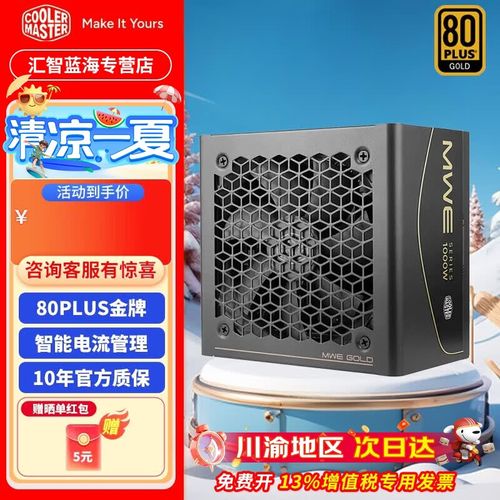 COOLER
MASTER
Make It Yours
汇智蓝海专营店
清凉一夏
活动到手价
¥
咨询客服有惊喜
80PLUS金牌
智能电流管理
10年官方质保
赠晒单红包
赠
5元
80
PLUS
GOLD
MWE
SERIES
1000W
MWE GOLD
川渝地区 次日达
免费开 13%增值税专用发票